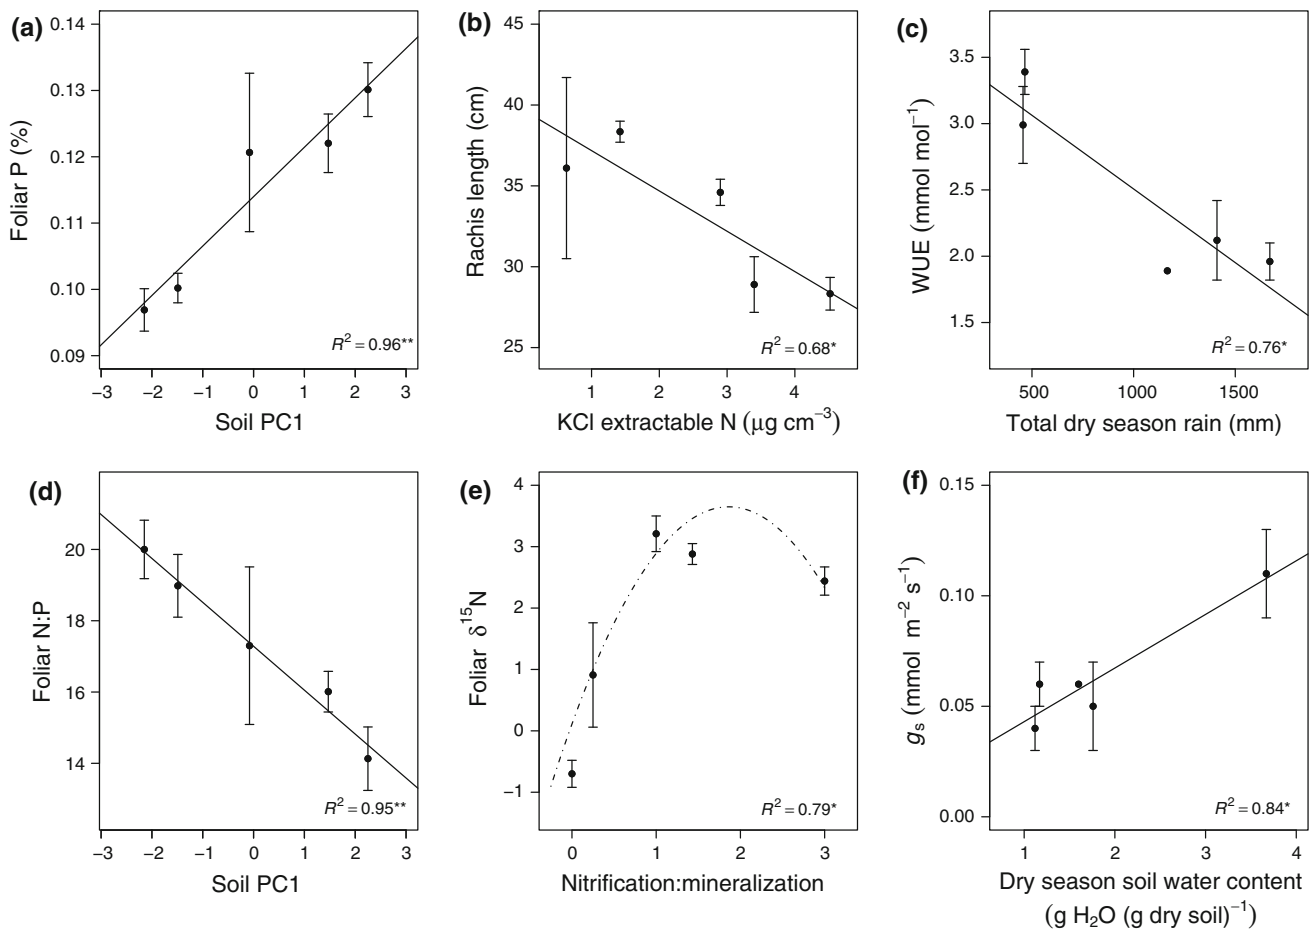 (a)
0.14
0.13
0.12
0.11
0.10
0.09
Foliar P (%)
R² = 0.96**
−3 −2 −1 0 1 2 3
Soil PC1
(b)
45
40
35
30
25
Rachis length (cm)
R² = 0.68*
1 2 3 4
KCl extractable N (μg cm⁻³)
(c)
3.5
3.0
2.5
2.0
1.5
WUE (mmol mol⁻¹)
R² = 0.76*
500 1000 1500
Total dry season rain (mm)
(d)
20
18
16
14
Foliar N:P
R² = 0.95**
−3 −2 −1 0 1 2 3
Soil PC1
(e)
4
3
2
1
0
−1
Foliar δ¹⁵N
R² = 0.79*
0 1 2 3
Nitrification:mineralization
(f)
0.15
0.10
0.05
0.00
gₛ (mmol m⁻² s⁻¹)
R² = 0.84*
1 2 3 4
Dry season soil water content
(g H₂O (g dry soil)⁻¹)